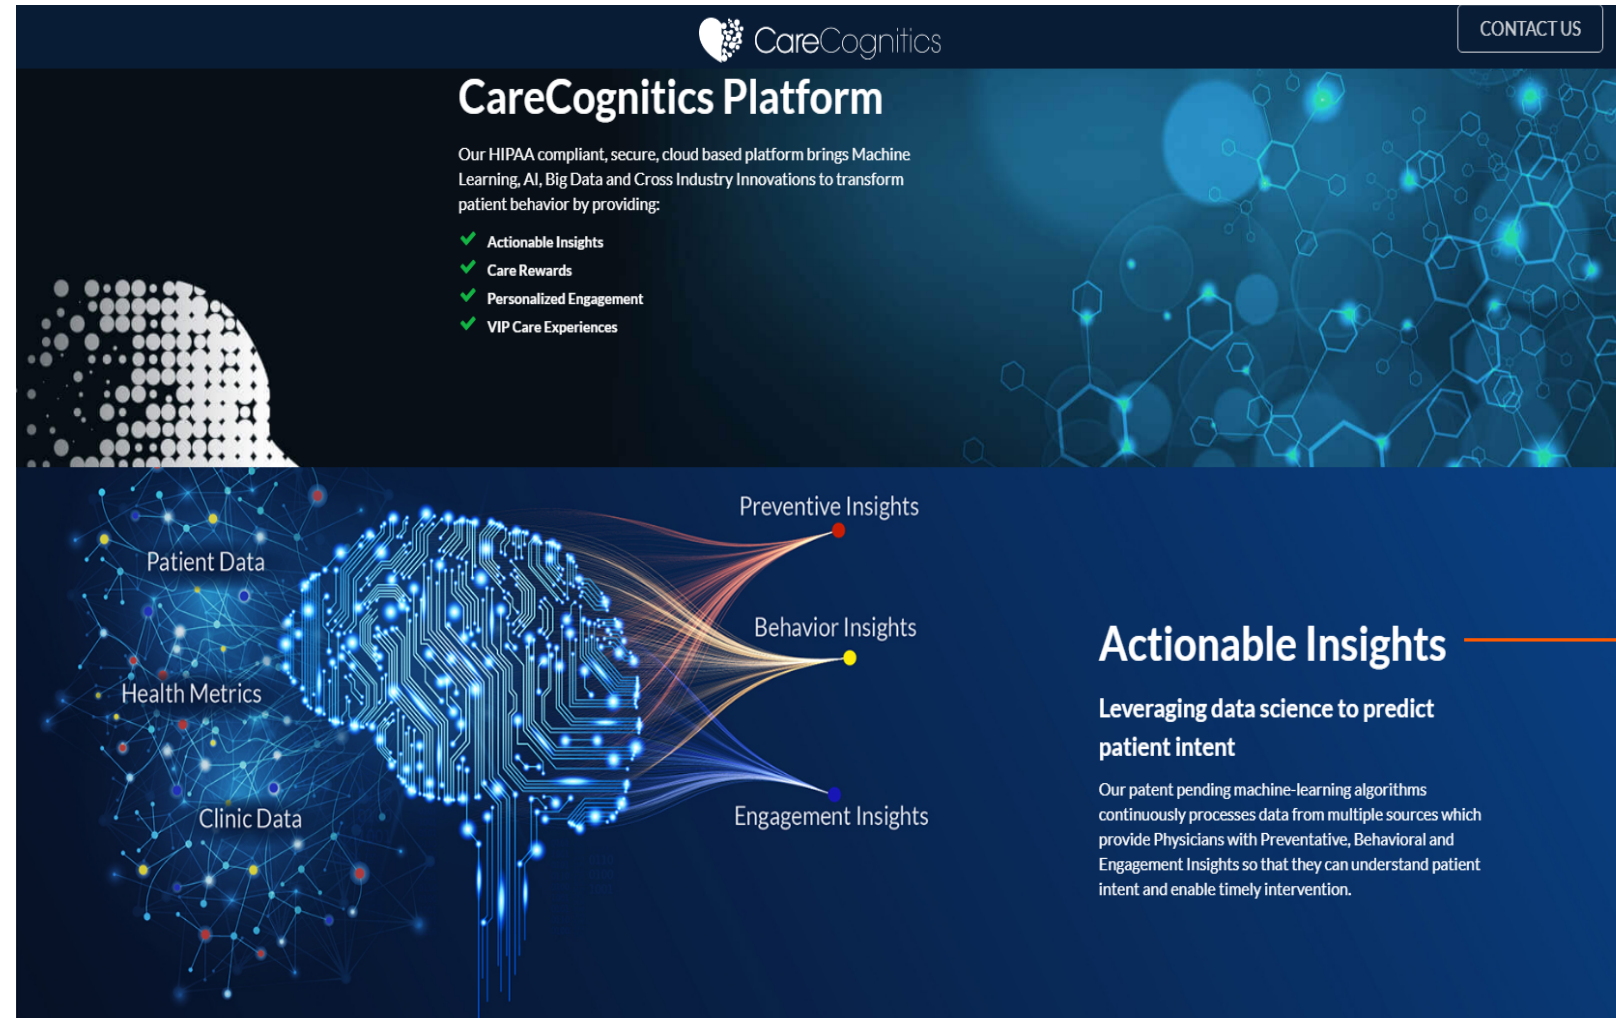 CareCognitics
CONTACT US
CareCognitics Platform
Our HIPAA compliant, secure, cloud based platform brings Machine
Learning, AI, Big Data and Cross Industry Innovations to transform
patient behavior by providing:
Actionable Insights
Care Rewards
Personalized Engagement
VIP Care Experiences
Patient Data
Health Metrics
Clinic Data
Preventive Insights
Behavior Insights
Engagement Insights
Actionable Insights
Leveraging data science to predict
patient intent
Our patent pending machine-learning algorithms
continuously processes data from multiple sources which
provide Physicians with Preventative, Behavioral and
Engagement Insights so that they can understand patient
intent and enable timely intervention.